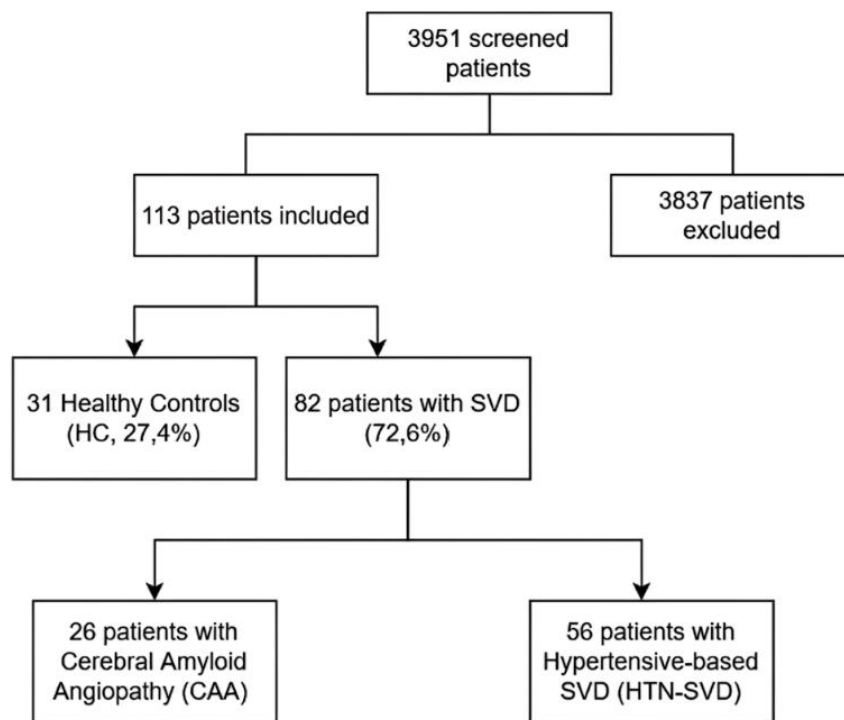 3951 screened
patients
113 patients included
3837 patients
excluded
31 Healthy Controls
(HC, 27,4%)
82 patients with SVD
(72,6%)
26 patients with
Cerebral Amyloid
Angiopathy (CAA)
56 patients with
Hypertensive-based
SVD (HTN-SVD)